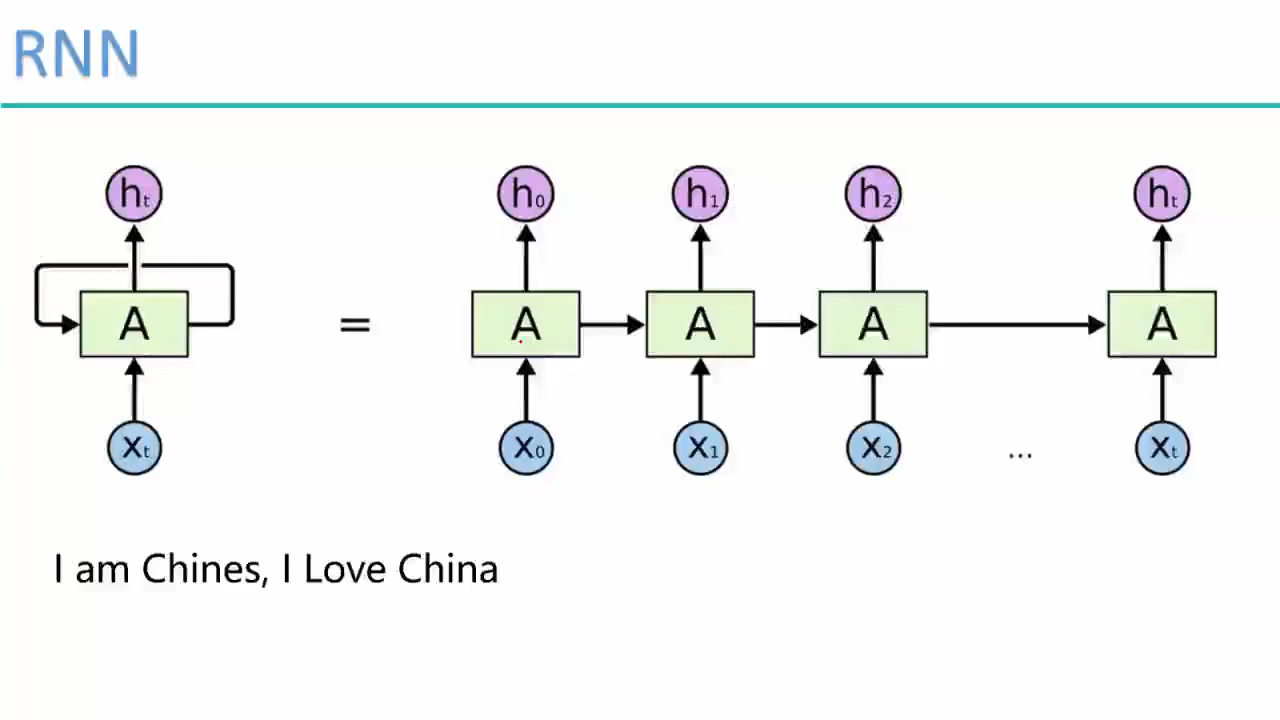 RNN
hₜ h₀ h₁ h₂ hₜ
A = A A A A
xₜ x₀ x₁ x₂ ... xₜ
I am Chines, I Love China